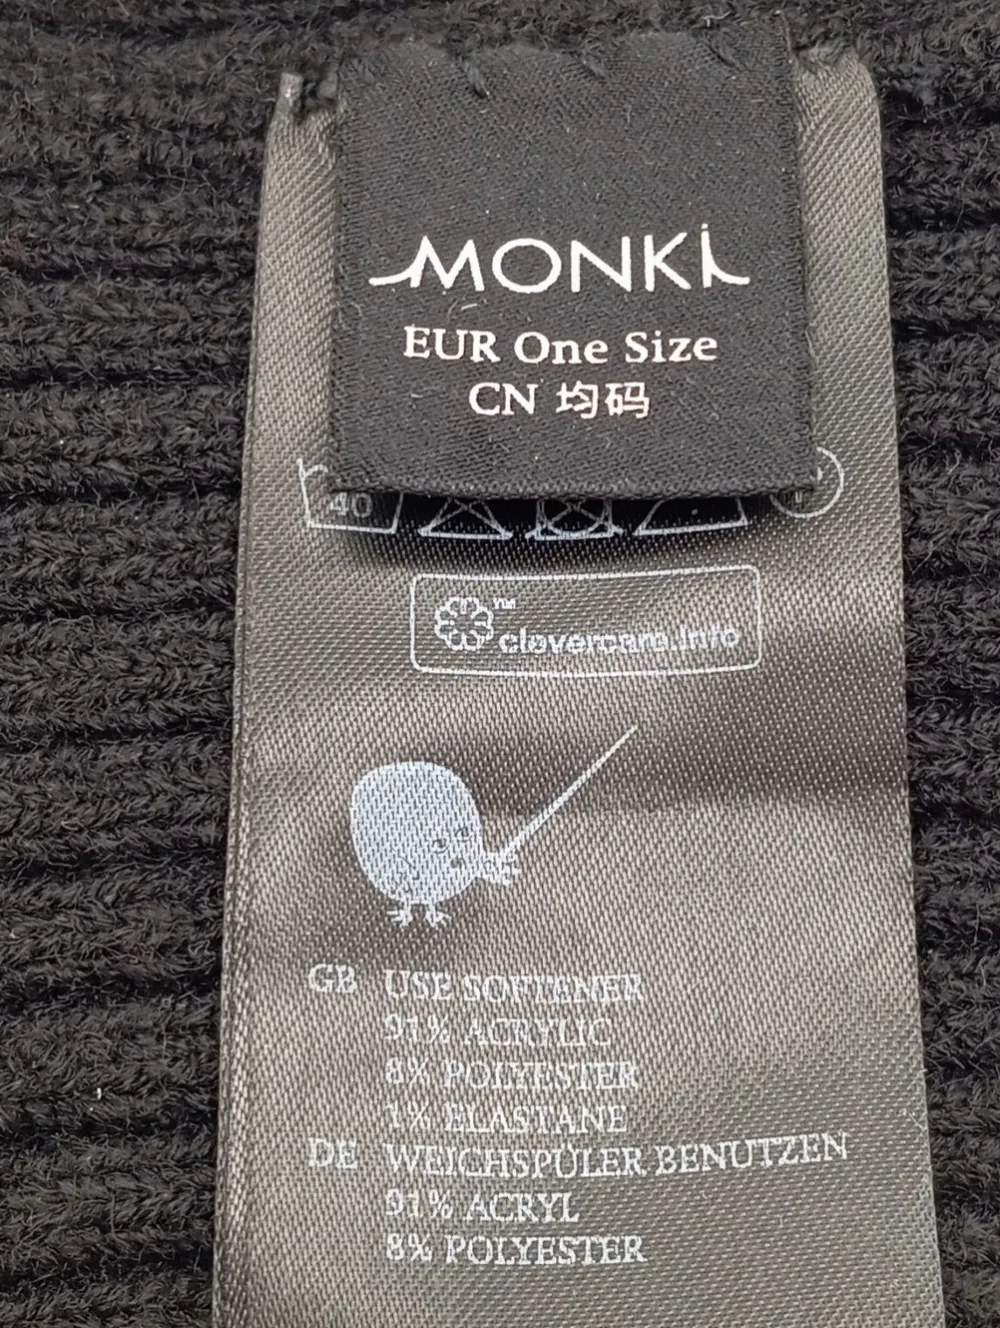 MONKI
EUR One Size
CN 均码
40
™
clevercare.info
GB USE SOFTENER
91% ACRYLIC
8% POLYESTER
1% ELASTANE
DE WEICHSPÜLER BENUTZEN
91% ACRYL
8% POLYESTER